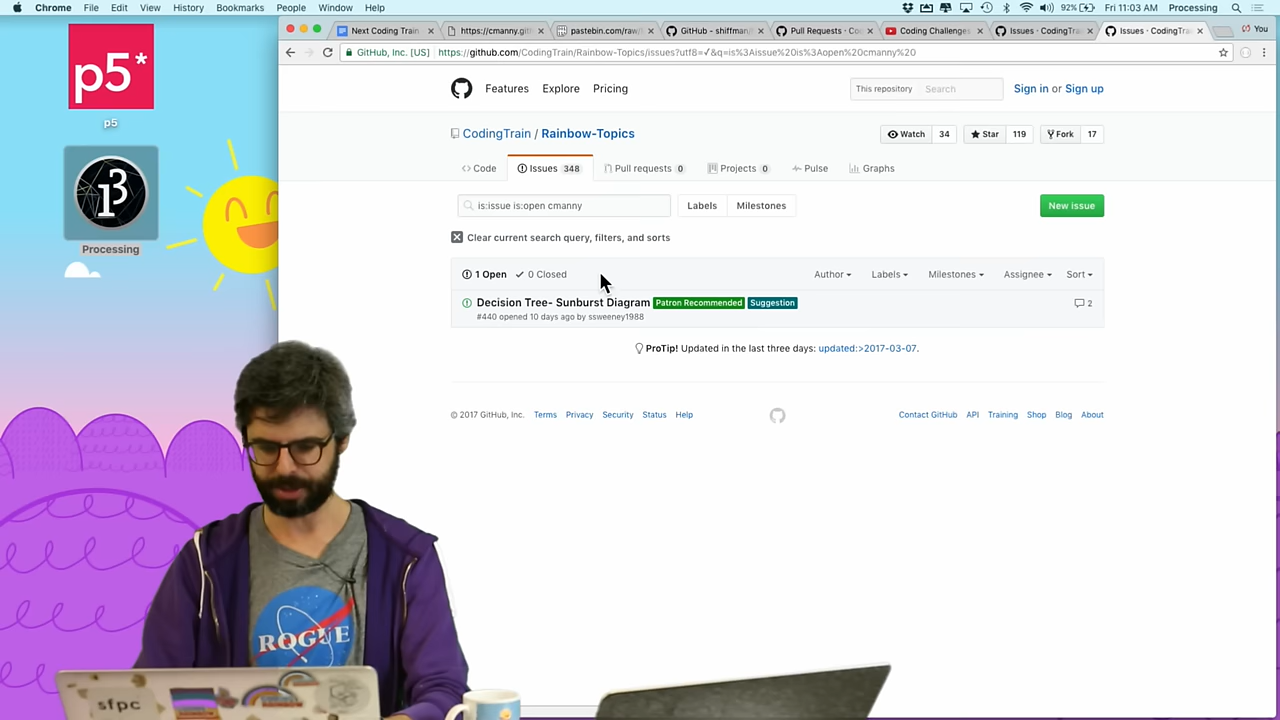 Chrome File Edit View History Bookmarks People Window Help 92% Fri 11:03 AM Processing
Next Coding Train https://cmanny.git pastebin.com/raw/ GitHub - shiffman/ Pull Requests · Co Coding Challenges Issues · CodingTra Issues · CodingTra You
GitHub, Inc. [US] https://github.com/CodingTrain/Rainbow-Topics/issues?utf8=✓&q=is%3Aissue%20is%3Aopen%20cmanny%20
p5*
p5
Processing
Features Explore Pricing This repository Search Sign in or Sign up
CodingTrain / Rainbow-Topics Watch 34 Star 119 Fork 17
Code Issues 348 Pull requests 0 Projects 0 Pulse Graphs
is:issue is:open cmanny Labels Milestones New issue
Clear current search query, filters, and sorts
1 Open 0 Closed Author Labels Milestones Assignee Sort
Decision Tree- Sunburst Diagram Patron Recommended Suggestion 2
#440 opened 10 days ago by ssweeney1988
ProTip! Updated in the last three days: updated:>2017-03-07.
© 2017 GitHub, Inc. Terms Privacy Security Status Help Contact GitHub API Training Shop Blog About
ROGUE
sfpc